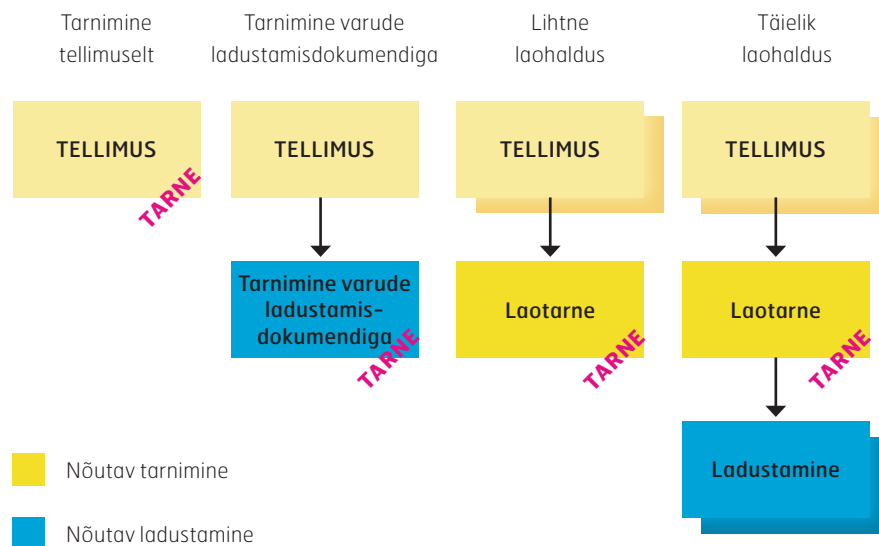 Tarnimine
tellimuselt
Tarnimine varude
ladustamisdokumendiga
Lihtne
laohaldus
Täielik
laohaldus
TELLIMUS
TARNE
TELLIMUS
TELLIMUS
TELLIMUS
Tarnimine varude
ladustamis-
dokumendiga
TARNE
Laotarne
TARNE
Laotarne
TARNE
Ladustamine
Nõutav tarnimine
Nõutav ladustamine